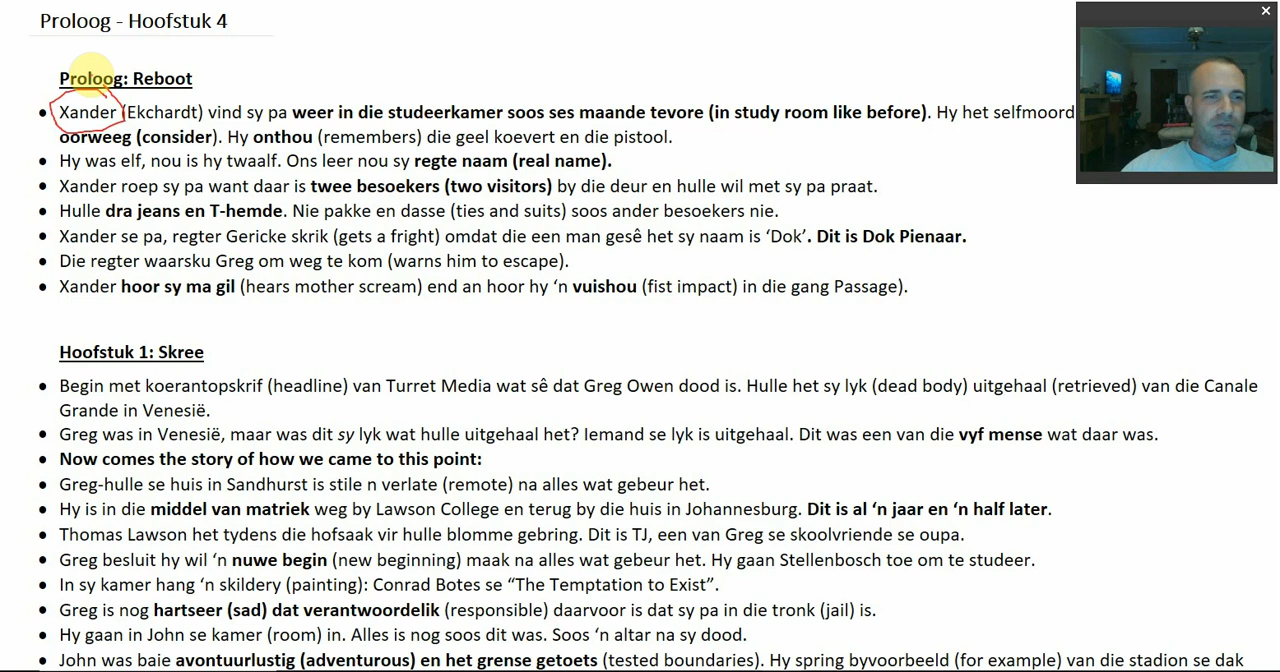 Proloog - Hoofstuk 4
Proloog: Reboot
Xander (Ekchardt) vind sy pa weer in die studeerkamer soos ses maande tevore (in study room like before). Hy het selfmoord
oorweeg (consider). Hy onthou (remembers) die geel koevert en die pistool.
Hy was elf, nou is hy twaalf. Ons leer nou sy regte naam (real name).
Xander roep sy pa want daar is twee besoekers (two visitors) by die deur en hulle wil met sy pa praat.
Hulle dra jeans en T-hemde. Nie pakke en dasse (ties and suits) soos ander besoekers nie.
Xander se pa, regter Gericke skrik (gets a fright) omdat die een man gesê het sy naam is ‘Dok’. Dit is Dok Pienaar.
Die regter waarsku Greg om weg te kom (warns him to escape).
Xander hoor sy ma gil (hears mother scream) end an hoor hy ‘n vuishou (fist impact) in die gang Passage).
Hoofstuk 1: Skree
Begin met koerantopskrif (headline) van Turret Media wat sê dat Greg Owen dood is. Hulle het sy lyk (dead body) uitgehaal (retrieved) van die Canale
Grande in Venesië.
Greg was in Venesië, maar was dit sy lyk wat hulle uitgehaal het? Iemand se lyk is uitgehaal. Dit was een van die vyf mense wat daar was.
Now comes the story of how we came to this point:
Greg-hulle se huis in Sandhurst is stile n verlate (remote) na alles wat gebeur het.
Hy is in die middel van matriek weg by Lawson College en terug by die huis in Johannesburg. Dit is al ‘n jaar en ‘n half later.
Thomas Lawson het tydens die hofsaak vir hulle blomme gebring. Dit is TJ, een van Greg se skoolvriende se oupa.
Greg besluit hy wil ‘n nuwe begin (new beginning) maak na alles wat gebeur het. Hy gaan Stellenbosch toe om te studeer.
In sy kamer hang ‘n skildery (painting): Conrad Botes se “The Temptation to Exist”.
Greg is nog hartseer (sad) dat verantwoordelik (responsible) daarvoor is dat sy pa in die tronk (jail) is.
Hy gaan in John se kamer (room) in. Alles is nog soos dit was. Soos ‘n altar na sy dood.
John was baie avontuurlustig (adventurous) en het grense getoets (tested boundaries). Hy spring byvoorbeeld (for example) van die stadion se dak